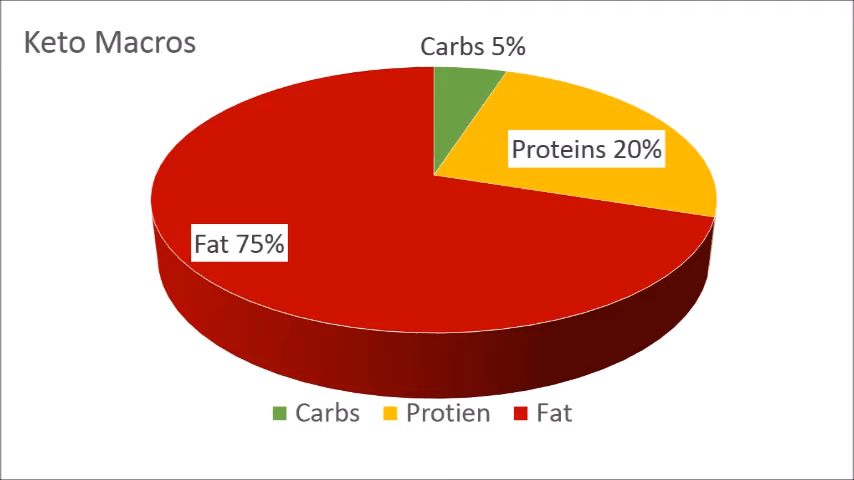 Keto Macros
Carbs 5%
Proteins 20%
Fat 75%
Carbs Protien Fat